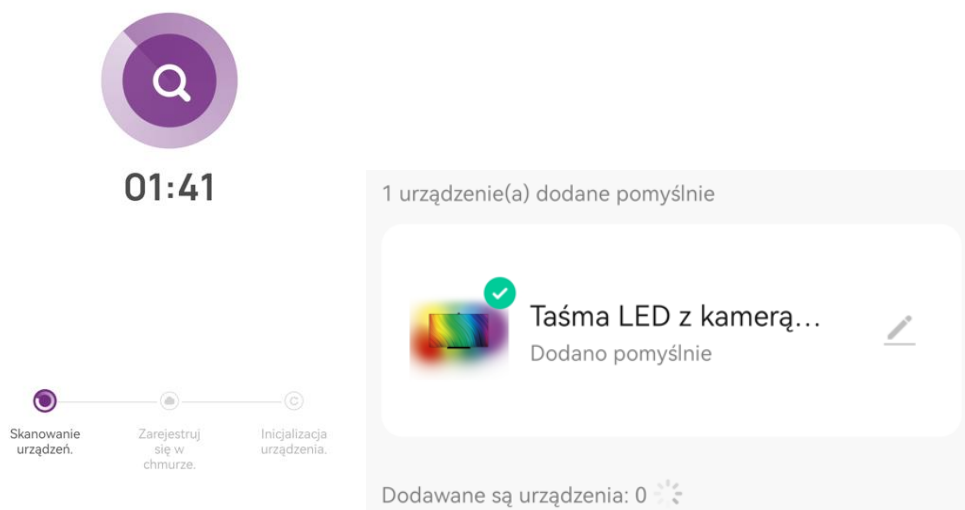 01:41
Skanowanie
urządzeń.
Zarejestruj
się w
chmurze.
Inicjalizacja
urządzenia.
1 urządzenie(a) dodane pomyślnie
Taśma LED z kamerą...
Dodano pomyślnie
Dodawane są urządzenia: 0